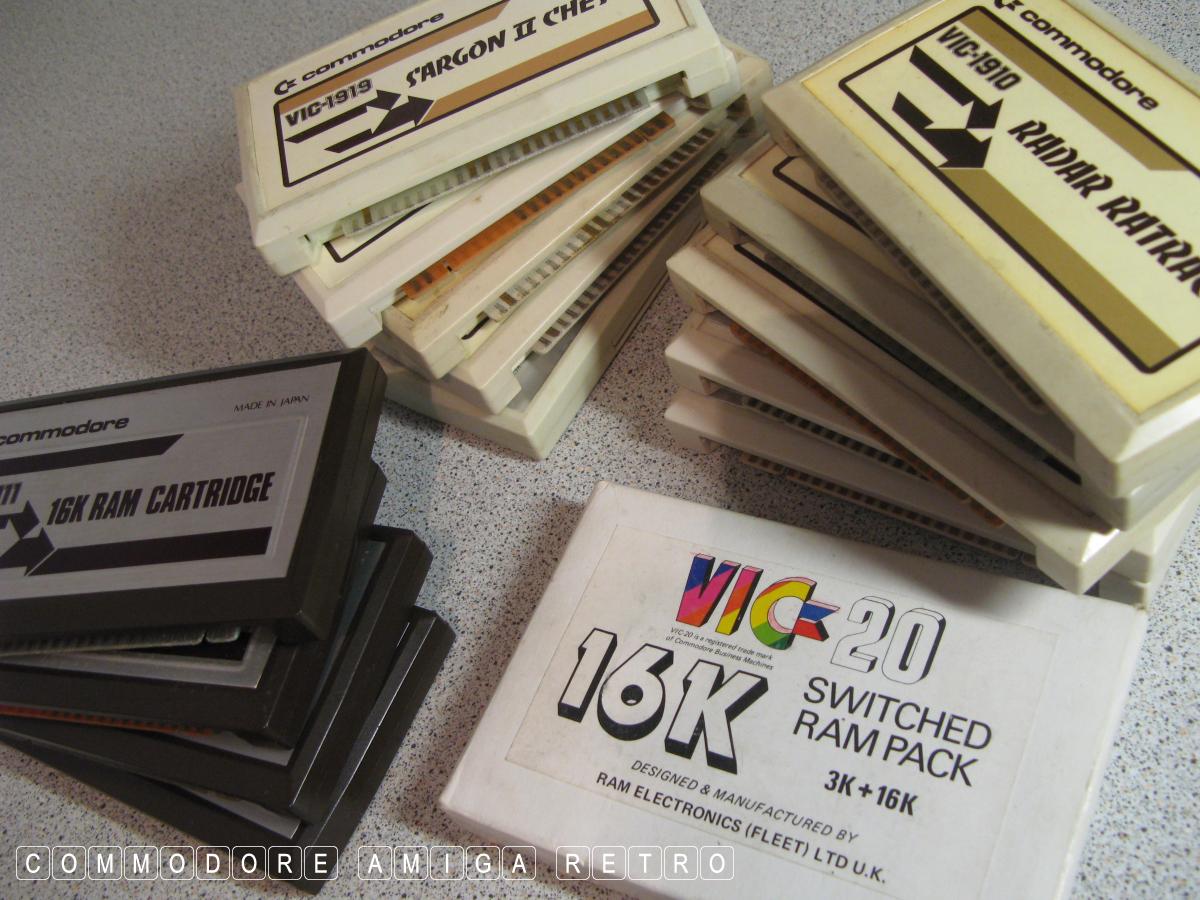 commodore
VIC-1919
SARGON II
commodore
VIC-1910
RADAR
commodore
MADE IN JAPAN
16K RAM CARTRIDGE
VIC-20
VIC-20 is a registered trade mark
of Commodore Business Machines
16K
SWITCHED
RAM PACK
3K+16K
DESIGNED & MANUFACTURED BY
RAM ELECTRONICS (FLEET) LTD U.K.
COMMODORE AMIGA RETRO